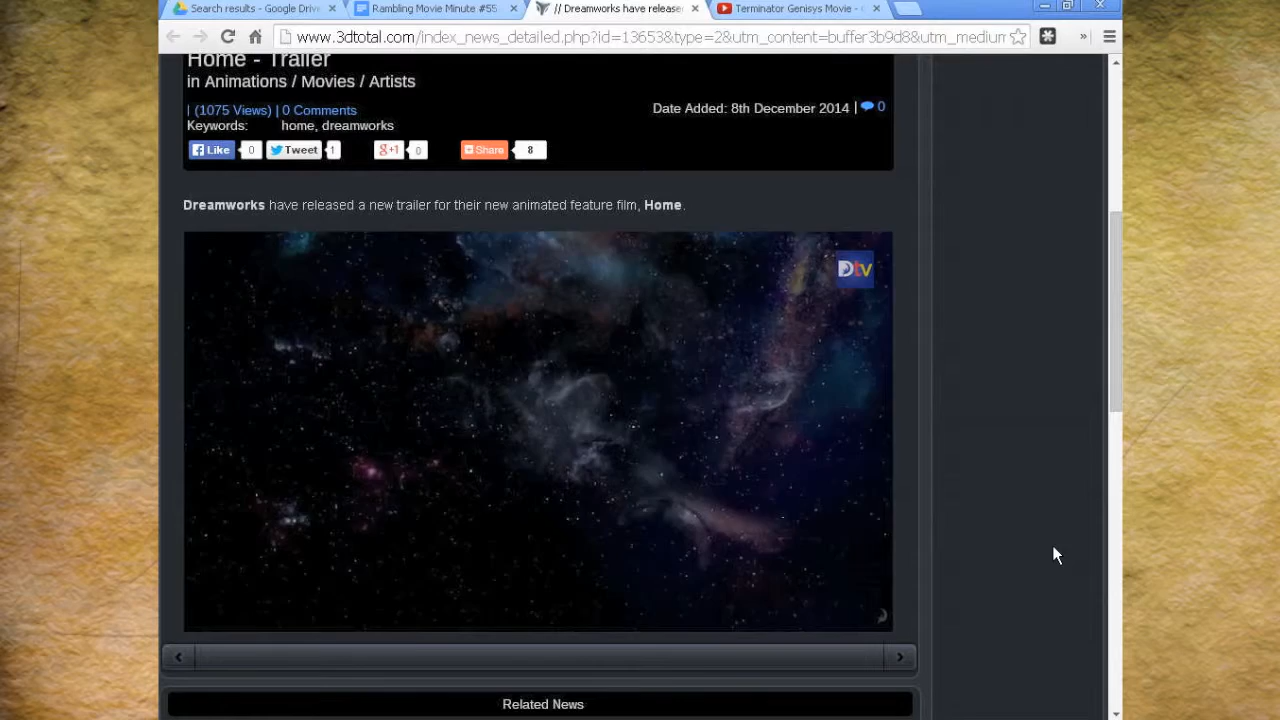 Search results - Google Drive
Rambling Movie Minute #55
// Dreamworks have release
Terminator Genisys Movie -
www.3dtotal.com/index_news_detailed.php?id=13653&type=2&utm_content=buffer3b9d8&utm_medium
Home - Trailer
in Animations / Movies / Artists
| (1075 Views) | 0 Comments
Date Added: 8th December 2014 | 0
Keywords: home, dreamworks
Like 0 Tweet 1 g+1 0 Share 8
Dreamworks have released a new trailer for their new animated feature film, Home.
Dtv
Related News